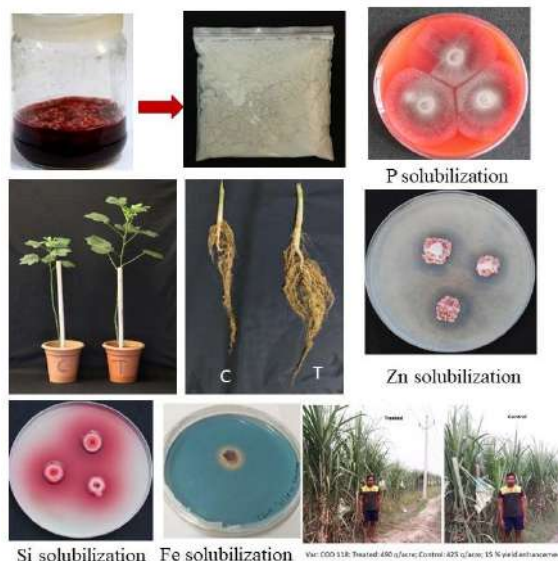 P solubilization
C T
C T
Zn solubilization
Treated Control
Si solubilization Fe solubilization
Var: COO 118; Treated: 490 q/acre; Control: 425 q/acre; 15 % yield enhancement